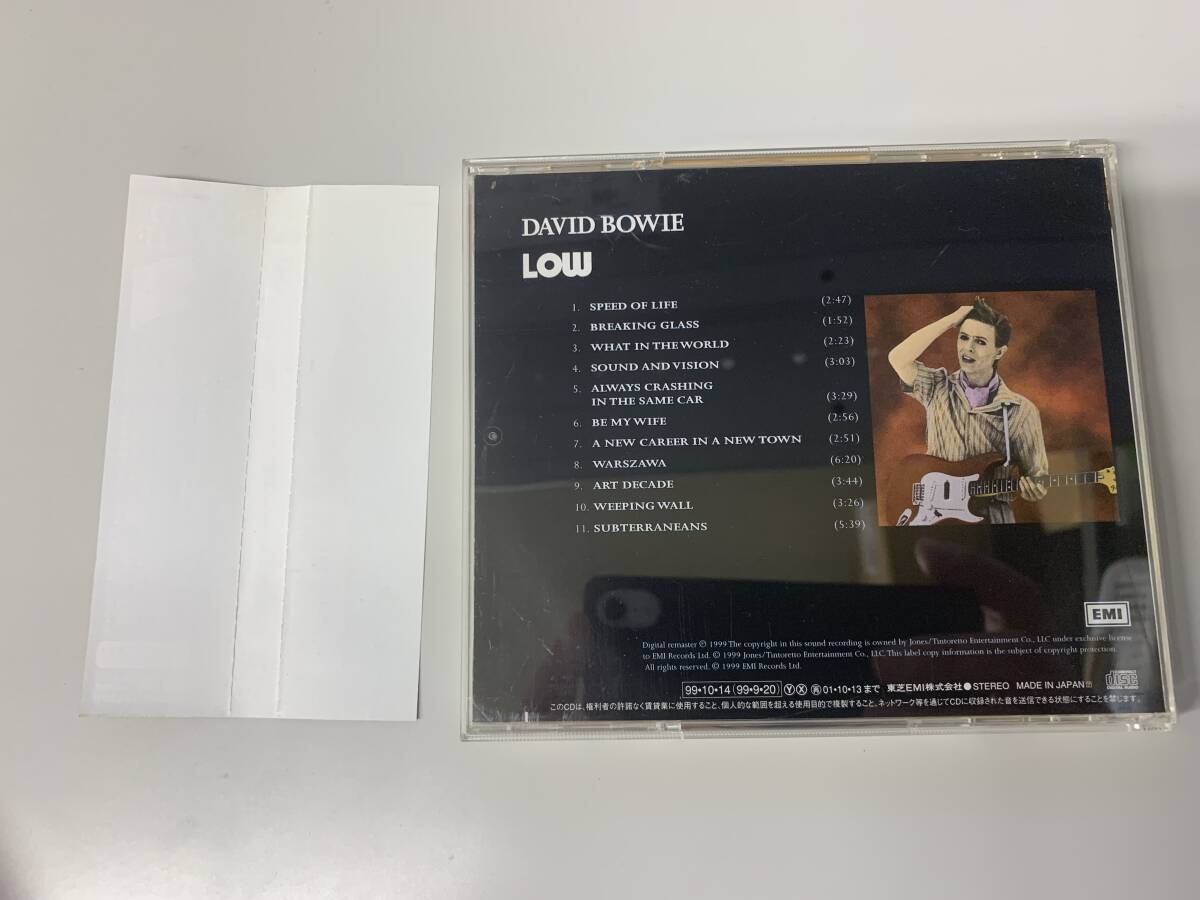 DAVID BOWIE
LOW
1. SPEED OF LIFE (2:47)
2. BREAKING GLASS (1:52)
3. WHAT IN THE WORLD (2:23)
4. SOUND AND VISION (3:03)
5. ALWAYS CRASHING
IN THE SAME CAR (3:29)
6. BE MY WIFE (2:56)
7. A NEW CAREER IN A NEW TOWN (2:51)
8. WARSZAWA (6:20)
9. ART DECADE (3:44)
10. WEEPING WALL (3:26)
11. SUBTERRANEANS (5:39)
EMI
Digital remaster ℗ 1999 The copyright in this sound recording is owned by Jones/Tintoretto Entertainment Co., LLC under exclusive license
to EMI Records Ltd. © 1999 Jones/Tintoretto Entertainment Co., LLC. This label copy information is the subject of copyright protection.
All rights reserved. © 1999 EMI Records Ltd.
99•10•14 (99•9•20) Ⓨ Ⓧ 01•10•13まで 東芝EMI株式会社● STEREO MADE IN JAPAN
DISC
DIGITAL AUDIO
このCDは、権利者の許諾なく賃貸業に使用すること、個人的な範囲を超える使用目的で複製すること、ネットワーク等を通じてCDに収録された音を送信できる状態にすることを禁じます。